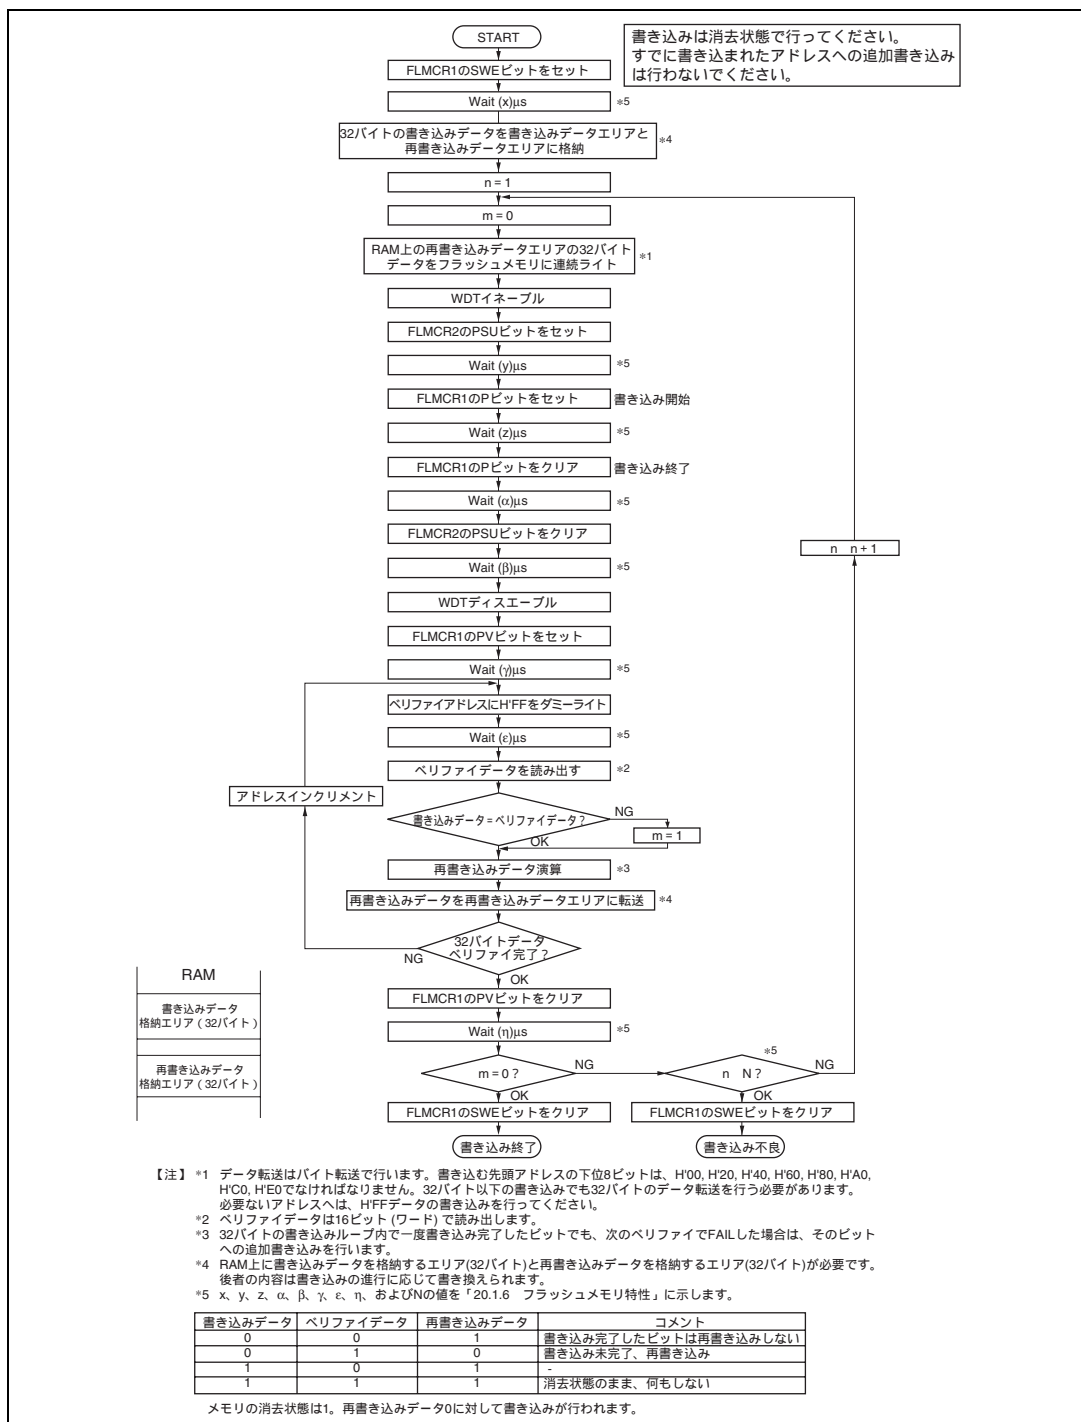 START
書き込みは消去状態で行ってください。
すでに書き込まれたアドレスへの追加書き込み
は行わないでください。
FLMCR1のSWEビットをセット
Wait (x)μs *5
32バイトの書き込みデータを書き込みデータエリアと
再書き込みデータエリアに格納 *4
n = 1
m = 0
RAM上の再書き込みデータエリアの32バイト
データをフラッシュメモリに連続ライト *1
WDTイネーブル
FLMCR2のPSUビットをセット
Wait (y)μs *5
FLMCR1のPビットをセット 書き込み開始
Wait (z)μs *5
FLMCR1のPビットをクリア 書き込み終了
Wait (α)μs *5
FLMCR2のPSUビットをクリア
n n + 1
Wait (β)μs *5
WDTディスエーブル
FLMCR1のPVビットをセット
Wait (γ)μs *5
ベリファイアドレスにH'FFをダミーライト
Wait (ε)μs *5
ベリファイデータを読み出す *2
アドレスインクリメント
書き込みデータ = ベリファイデータ ?
NG
m = 1
OK
再書き込みデータ演算 *3
再書き込みデータを再書き込みデータエリアに転送 *4
32バイトデータ
ベリファイ完了 ?
NG
OK
RAM
書き込みデータ
格納エリア ( 32バイト )
再書き込みデータ
格納エリア ( 32バイト )
FLMCR1のPVビットをクリア
Wait (η)μs *5
m = 0 ?
NG
OK
*5
n N ?
NG
OK
FLMCR1のSWEビットをクリア
FLMCR1のSWEビットをクリア
書き込み終了
書き込み不良
【注】 *1 データ転送はバイト転送で行います。書き込む先頭アドレスの下位8ビットは、H'00, H'20, H'40, H'60, H'80, H'A0,
H'C0, H'E0でなければなりません。32バイト以下の書き込みでも32バイトのデータ転送を行う必要があります。
必要ないアドレスへは、H'FFデータの書き込みを行ってください。
*2 ベリファイデータは16ビット (ワード) で読み出します。
*3 32バイトの書き込みループ内で一度書き込み完了したビットでも、次のベリファイでFAILした場合は、そのビット
への追加書き込みを行います。
*4 RAM上に書き込みデータを格納するエリア(32バイト)と再書き込みデータを格納するエリア(32バイト)が必要です。
後者の内容は書き込みの進行に応じて書き換えられます。
*5 x、y、z、α、β、γ、ε、η、およびNの値を「20.1.6 フラッシュメモリ特性」に示します。
書き込みデータ ベリファイデータ 再書き込みデータ コメント
0 0 1 書き込み完了したビットは再書き込みしない
0 1 0 書き込み未完了、再書き込み
1 0 1 -
1 1 1 消去状態のまま、何もしない
メモリの消去状態は1。再書き込みデータ0に対して書き込みが行われます。